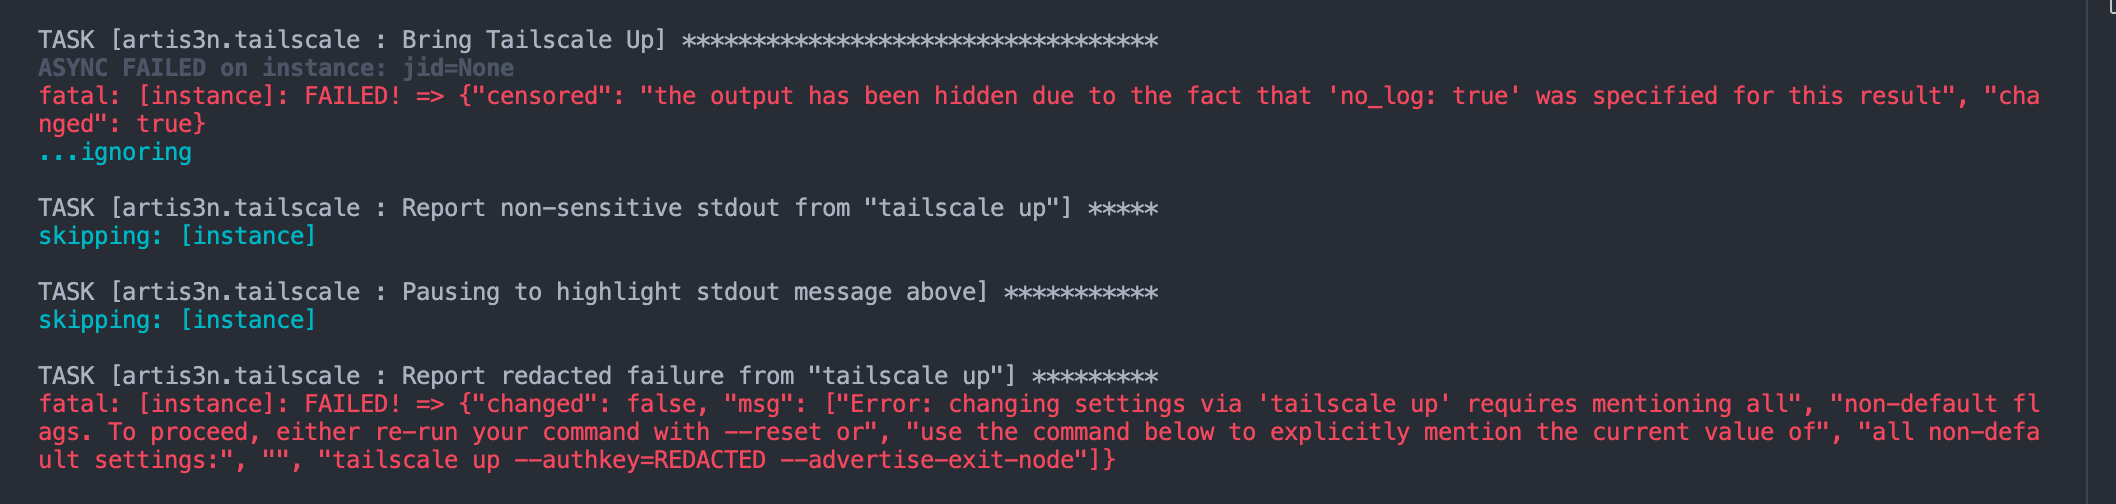 TASK [artis3n.tailscale : Bring Tailscale Up] **********************************
ASYNC FAILED on instance: jid=None
fatal: [instance]: FAILED! => {"censored": "the output has been hidden due to the fact that 'no_log: true' was specified for this result", "cha
nged": true}
...ignoring
TASK [artis3n.tailscale : Report non-sensitive stdout from "tailscale up"] *****
skipping: [instance]
TASK [artis3n.tailscale : Pausing to highlight stdout message above] ***********
skipping: [instance]
TASK [artis3n.tailscale : Report redacted failure from "tailscale up"] *********
fatal: [instance]: FAILED! => {"changed": false, "msg": ["Error: changing settings via 'tailscale up' requires mentioning all", "non-default fl
ags. To proceed, either re-run your command with --reset or", "use the command below to explicitly mention the current value of", "all non-defa
ult settings:", "", "tailscale up --authkey=REDACTED --advertise-exit-node"]}